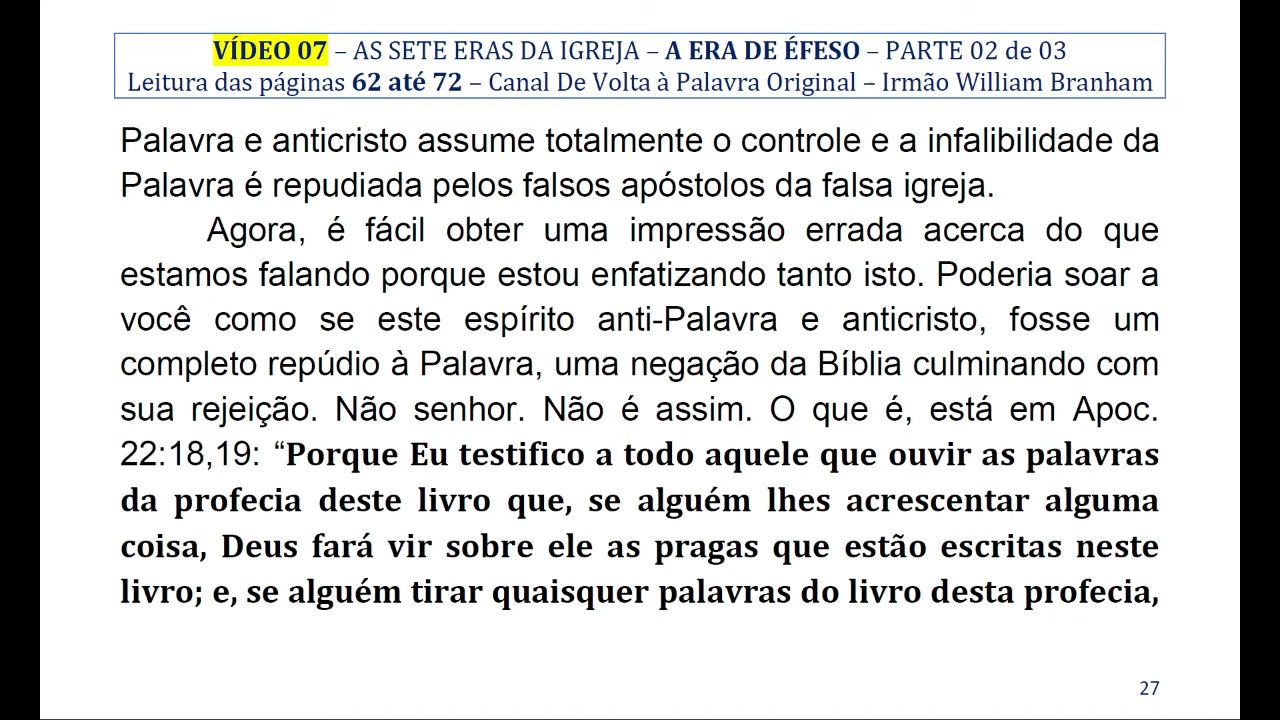 VÍDEO 07 – AS SETE ERAS DA IGREJA – A ERA DE ÉFESO – PARTE 02 de 03
Leitura das páginas 62 até 72 – Canal De Volta à Palavra Original – Irmão William Branham
Palavra e anticristo assume totalmente o controle e a infalibilidade da
Palavra é repudiada pelos falsos apóstolos da falsa igreja.
Agora, é fácil obter uma impressão errada acerca do que
estamos falando porque estou enfatizando tanto isto. Poderia soar a
você como se este espírito anti-Palavra e anticristo, fosse um
completo repúdio à Palavra, uma negação da Bíblia culminando com
sua rejeição. Não senhor. Não é assim. O que é, está em Apoc.
22:18,19: “Porque Eu testifico a todo aquele que ouvir as palavras
da profecia deste livro que, se alguém lhes acrescentar alguma
coisa, Deus fará vir sobre ele as pragas que estão escritas neste
livro; e, se alguém tirar quaisquer palavras do livro desta profecia,
27